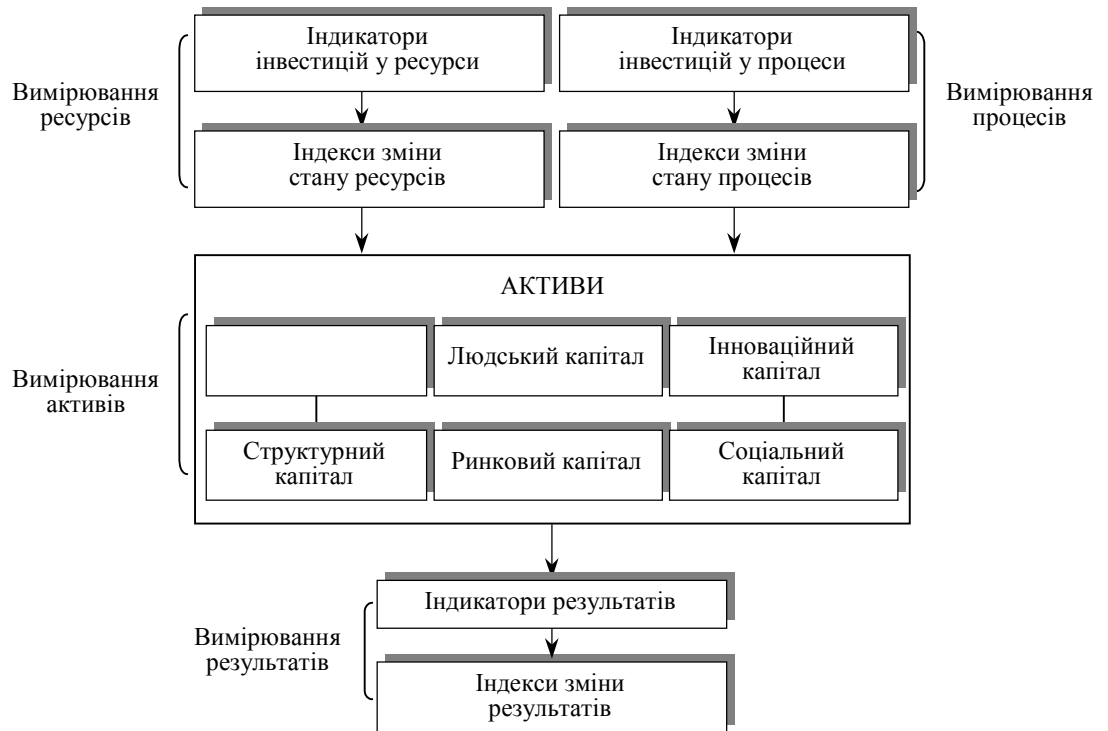 Індикатори
інвестицій у ресурси
Індикатори
інвестицій у процеси
Вимірювання
ресурсів
Вимірювання
процесів
Індекси зміни
стану ресурсів
Індекси зміни
стану процесів
АКТИВИ
Вимірювання
активів
Людський капітал
Інноваційний
капітал
Структурний
капітал
Ринковий капітал
Соціальний
капітал
Індикатори результатів
Вимірювання
результатів
Індекси зміни
результатів